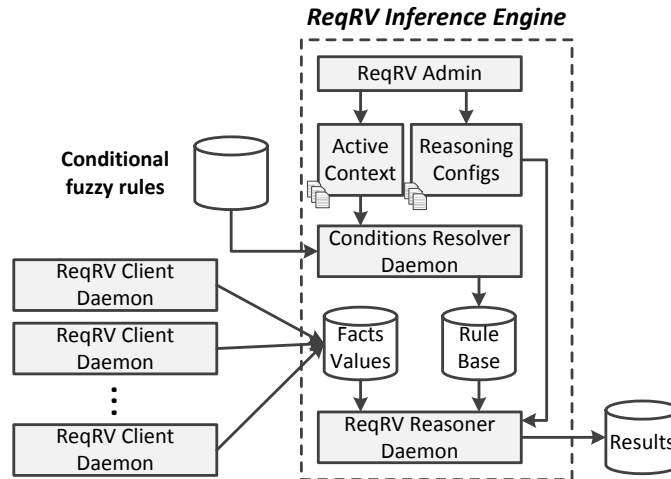 ReqRV Inference Engine
ReqRV Admin
Conditional
fuzzy rules
Active
Context
Reasoning
Configs
Conditions Resolver
Daemon
ReqRV Client
Daemon
ReqRV Client
Daemon
ReqRV Client
Daemon
Facts
Values
Rule
Base
ReqRV Reasoner
Daemon
Results